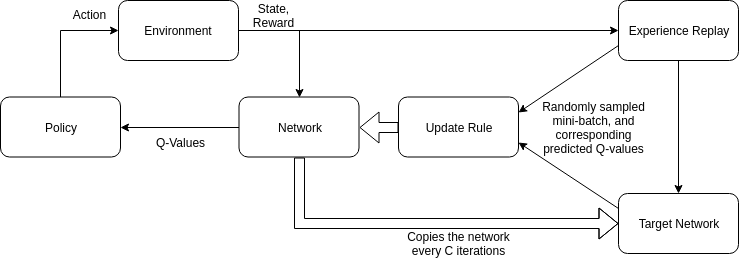 Action
State,
Reward
Environment
Experience Replay
Policy
Q-Values
Network
Update Rule
Randomly sampled
mini-batch, and
corresponding
predicted Q-values
Target Network
Copies the network
every C iterations